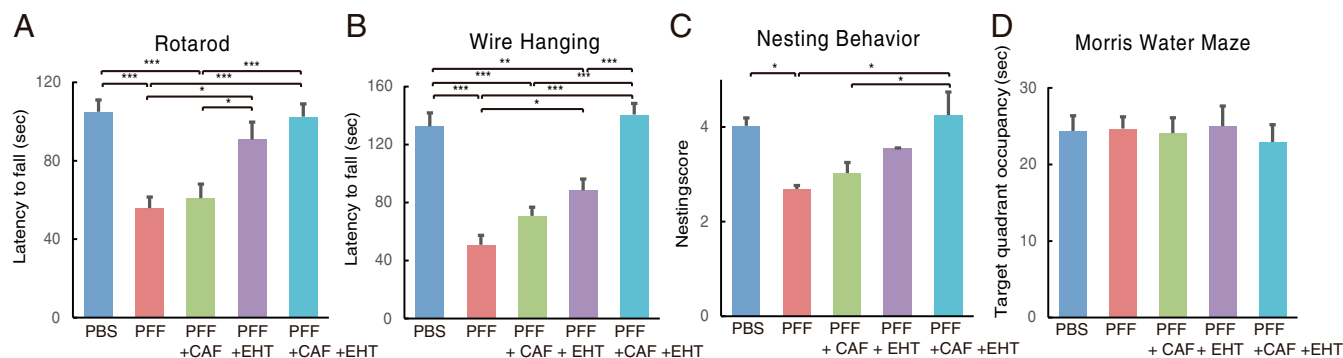 A
Rotarod
***
***
***
***
*
*
Latency to fall (sec)
120
80
40
0
PBS
PFF
PFF
+CAF
PFF
+EHT
PFF
+CAF +EHT
B
Wire Hanging
**
***
***
***
***
***
*
Latency to fall (sec)
160
120
80
40
0
PBS
PFF
PFF
+ CAF
PFF
+ EHT
PFF
+CAF +EHT
C
Nesting Behavior
*
*
*
Nestingscore
4
2
0
PBS
PFF
PFF
+ CAF
PFF
+ EHT
PFF
+CAF +EHT
D
Morris Water Maze
Target quadrant occupancy (sec)
30
20
10
0
PBS
PFF
PFF
+ CAF
PFF
+ EHT
PFF
+CAF +EHT